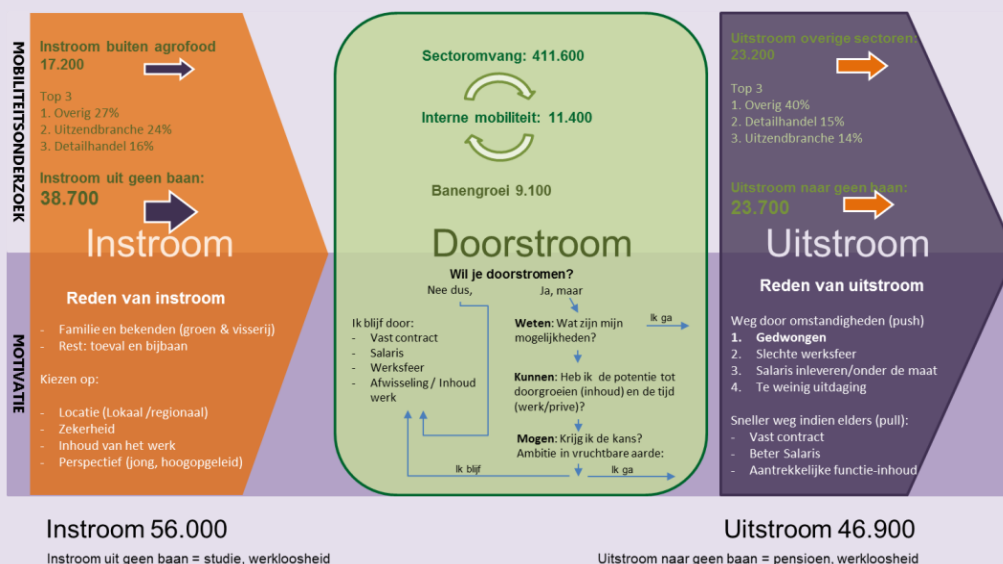 MOBILITEITSONDERZOEK
Instroom buiten agrofood
17.200
Top 3
1. Overig 27%
2. Uitzendbranche 24%
3. Detailhandel 16%
Instroom uit geen baan:
38.700
Instroom
Sectoromvang: 411.600
Interne mobiliteit: 11.400
Banengroei 9.100
Doorstroom
Uitstroom overige sectoren:
23.200
Top 3
1. Overig 40%
2. Detailhandel 15%
3. Uitzendbranche 14%
Uitstroom naar geen baan:
23.700
Uitstroom
MOTIVATIE
Reden van instroom
- Familie en bekenden (groen & visserij)
- Rest: toeval en bijbaan
Kiezen op:
- Locatie (Lokaal /regionaal)
- Zekerheid
- Inhoud van het werk
- Perspectief (jong, hoogopgeleid)
Wil je doorstromen?
Nee dus,
Ja, maar
Ik blijf door:
- Vast contract
- Salaris
- Werksfeer
- Afwisseling / Inhoud
werk
Weten: Wat zijn mijn
mogelijkheden?
Ik ga
Kunnen: Heb ik de potentie tot
doorgroeien (inhoud) en de tijd
(werk/prive)?
Mogen: Krijg ik de kans?
Ambitie in vruchtbare aarde:
Ik blijf
Ik ga
Reden van uitstroom
Weg door omstandigheden (push)
1. Gedwongen
2. Slechte werksfeer
3. Salaris inleveren/onder de maat
4. Te weinig uitdaging
Sneller weg indien elders (pull):
- Vast contract
- Beter Salaris
- Aantrekkelijke functie-inhoud
Instroom 56.000
Instroom uit geen baan = studie, werkloosheid
Uitstroom 46.900
Uitstroom naar geen baan = pensioen, werkloosheid